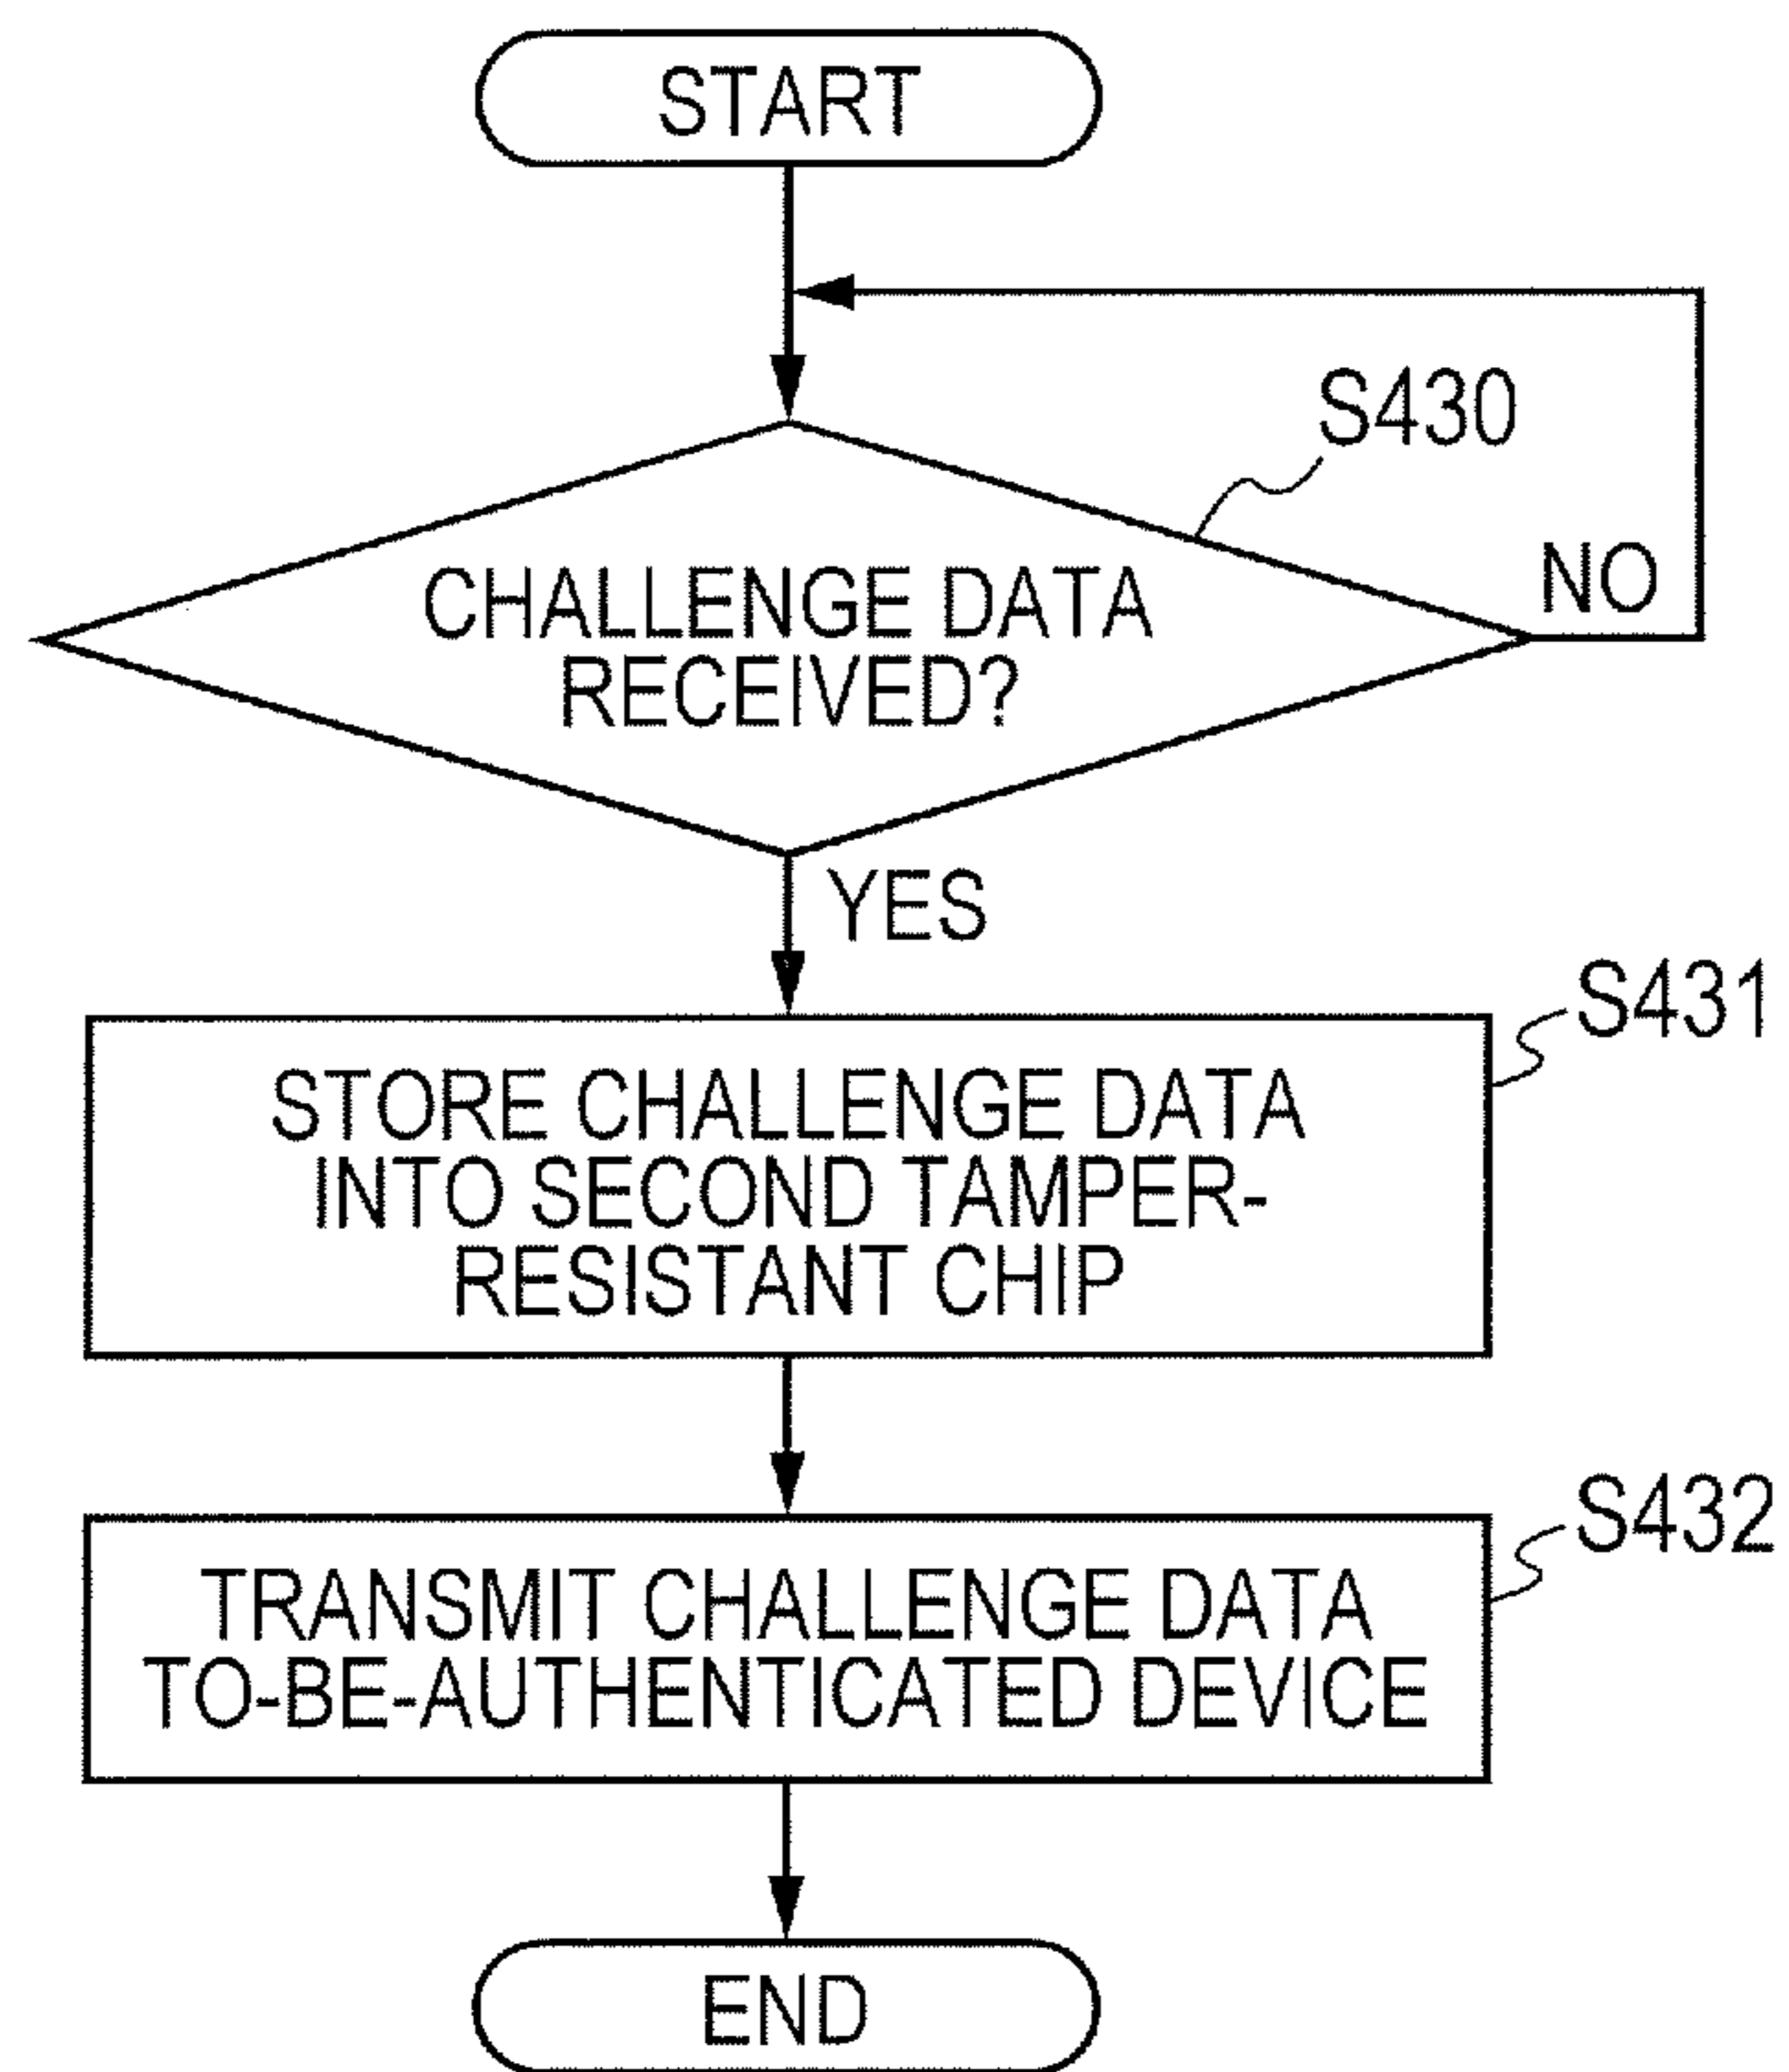 START
S430
CHALLENGE DATA
RECEIVED?
NO
YES
S431
STORE CHALLENGE DATA
INTO SECOND TAMPER-
RESISTANT CHIP
S432
TRANSMIT CHALLENGE DATA
TO-BE-AUTHENTICATED DEVICE
END